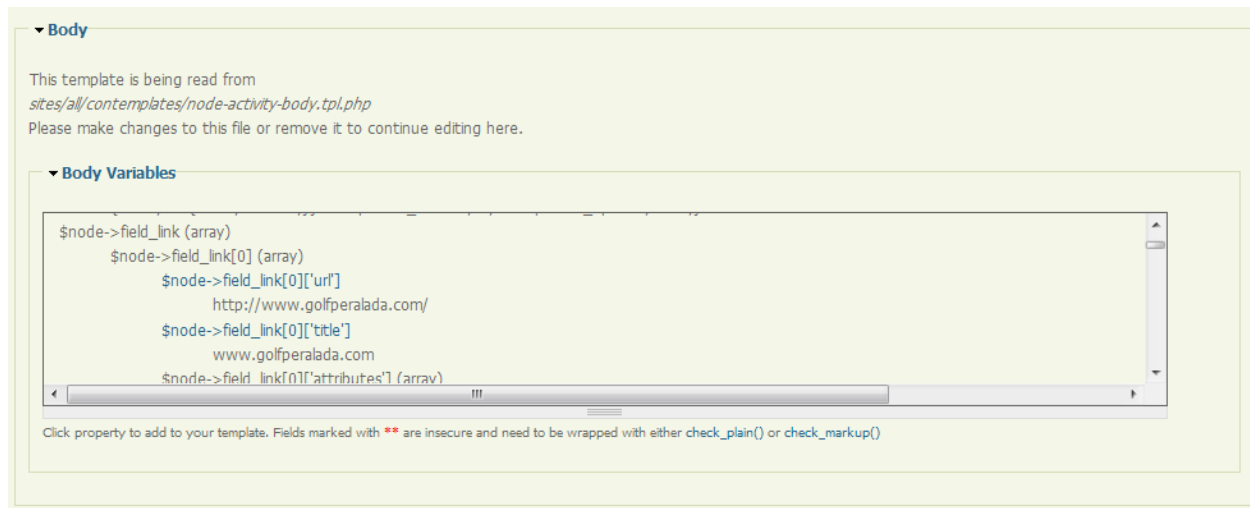 Body
This template is being read from
sites/all/contemplates/node-activity-body.tpl.php
Please make changes to this file or remove it to continue editing here.
Body Variables
$node->field_link (array)
$node->field_link[0] (array)
$node->field_link[0]['url']
http://www.golfperalada.com/
$node->field_link[0]['title']
www.golfperalada.com
$node->field_link[0]['attributes'] (array)
Click property to add to your template. Fields marked with ** are insecure and need to be wrapped with either check_plain() or check_markup()